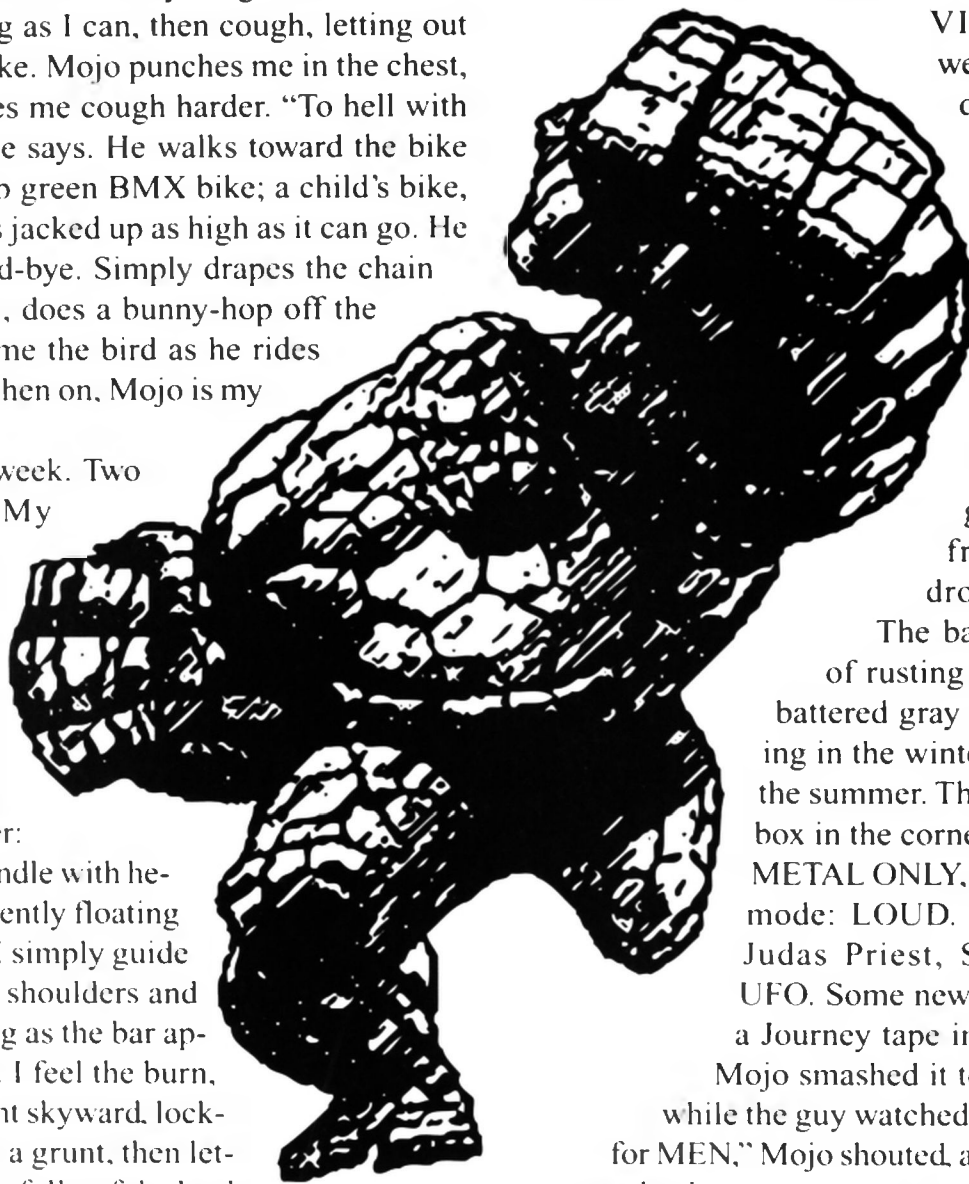 g as I can, then cough, letting out
ke. Mojo punches me in the chest,
es me cough harder. “To hell with
e says. He walks toward the bike
o green BMX bike; a child’s bike,
s jacked up as high as it can go. He
d-bye. Simply drapes the chain
, does a bunny-hop off the
me the bird as he rides
hen on, Mojo is my
week. Two
My
er:
ndle with he-
ently floating
I simply guide
shoulders and
g as the bar ap-
I feel the burn,
nt skyward, lock-
a grunt, then let-
VI
we
g
fr
dro
The ba
of rusting
battered gray
ing in the winte
the summer. Th
box in the corne
METAL ONLY,
mode: LOUD.
Judas Priest, S
UFO. Some new
a Journey tape in
Mojo smashed it t
while the guy watched
for MEN,” Mojo shouted, a